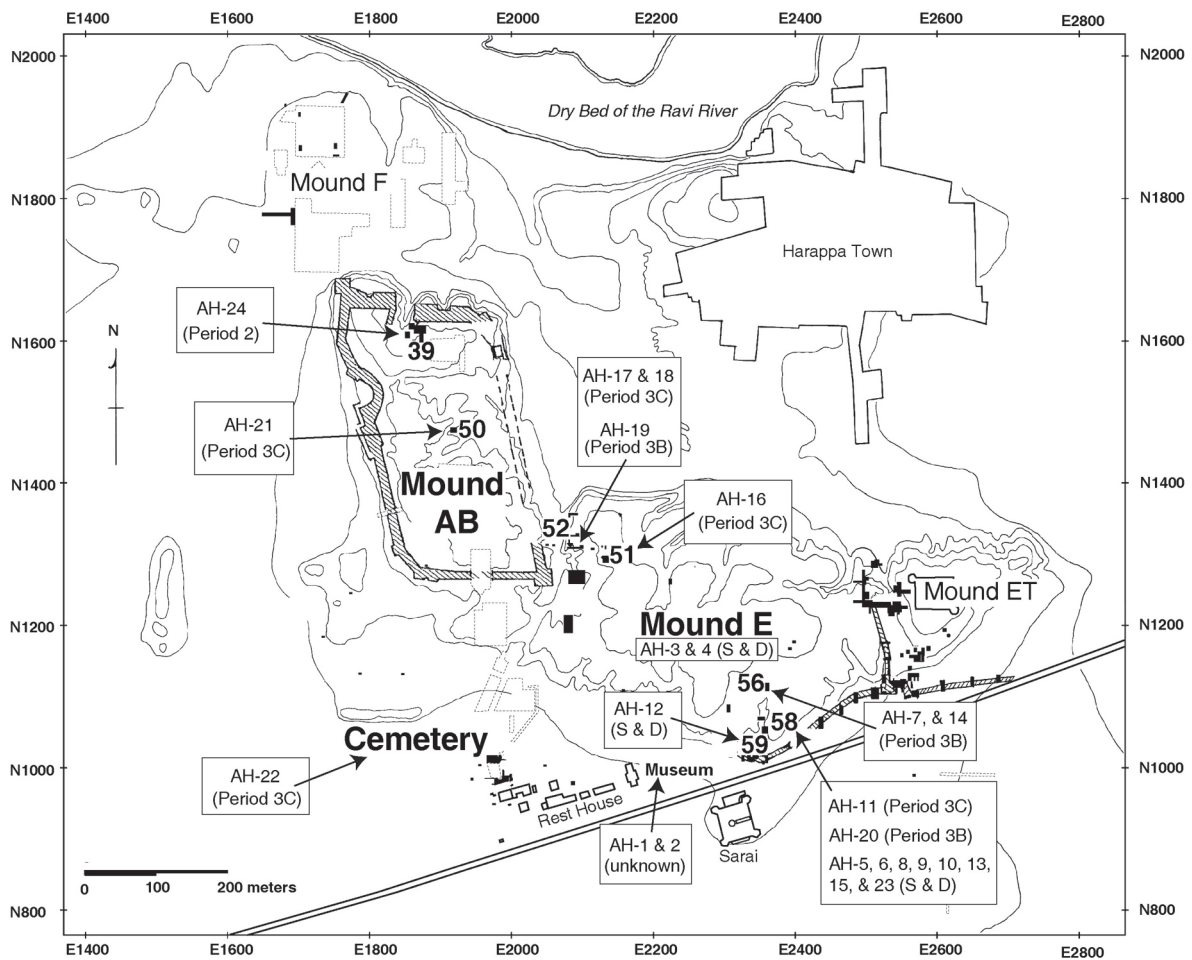 E1400 E1600 E1800 E2000 E2200 E2400 E2600 E2800
N2000 N2000
Dry Bed of the Ravi River
Mound F
N1800 N1800
Harappa Town
AH-24
(Period 2)
N
N1600 N1600
39
AH-17 & 18
(Period 3C)
AH-19
(Period 3B)
AH-21
(Period 3C)
50
Mound
AB
N1400 N1400
AH-16
(Period 3C)
52
51
Mound ET
N1200 N1200
Mound E
AH-3 & 4 (S & D)
56
AH-12
(S & D)
58
59
AH-7, & 14
(Period 3B)
Cemetery
N1000 N1000
AH-22
(Period 3C)
Museum
Rest House
AH-11 (Period 3C)
AH-20 (Period 3B)
AH-5, 6, 8, 9, 10, 13,
15, & 23 (S & D)
AH-1 & 2
(unknown)
Sarai
0 100 200 meters
N800 N800
E1400 E1600 E1800 E2000 E2200 E2400 E2600 E2800